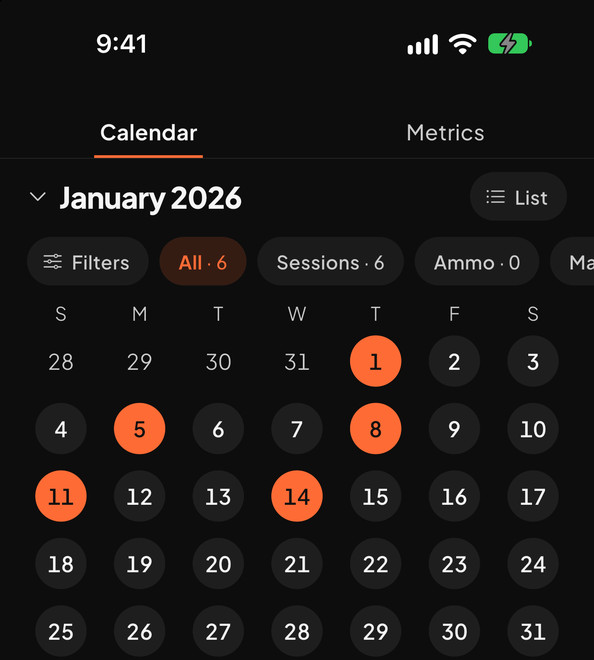 9:41
Calendar Metrics
January 2026 List
Filters All · 6 Sessions · 6 Ammo · 0 Ma
S M T W T F S
28 29 30 31 1 2 3
4 5 6 7 8 9 10
11 12 13 14 15 16 17
18 19 20 21 22 23 24
25 26 27 28 29 30 31